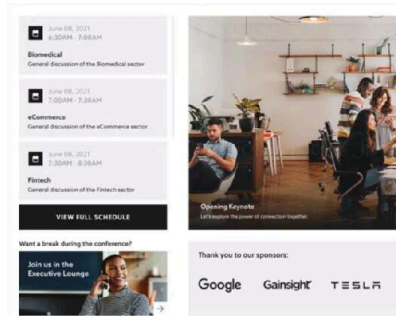 June 08, 2021
6:30AM - 7:00AM
Biomedical
General discussion of the Biomedical sector
June 08, 2021
7:00AM - 7:30AM
eCommerce
General discussion of the eCommerce sector
June 08, 2021
7:30AM - 8:30AM
Fintech
General discussion of the Fintech sector
VIEW FULL SCHEDULE
Want a break during the conference?
Join us in the
Executive Lounge
Opening Keynote
Let's explore the power of connection together.
Thank you to our sponsors:
Google Gainsight TESLA